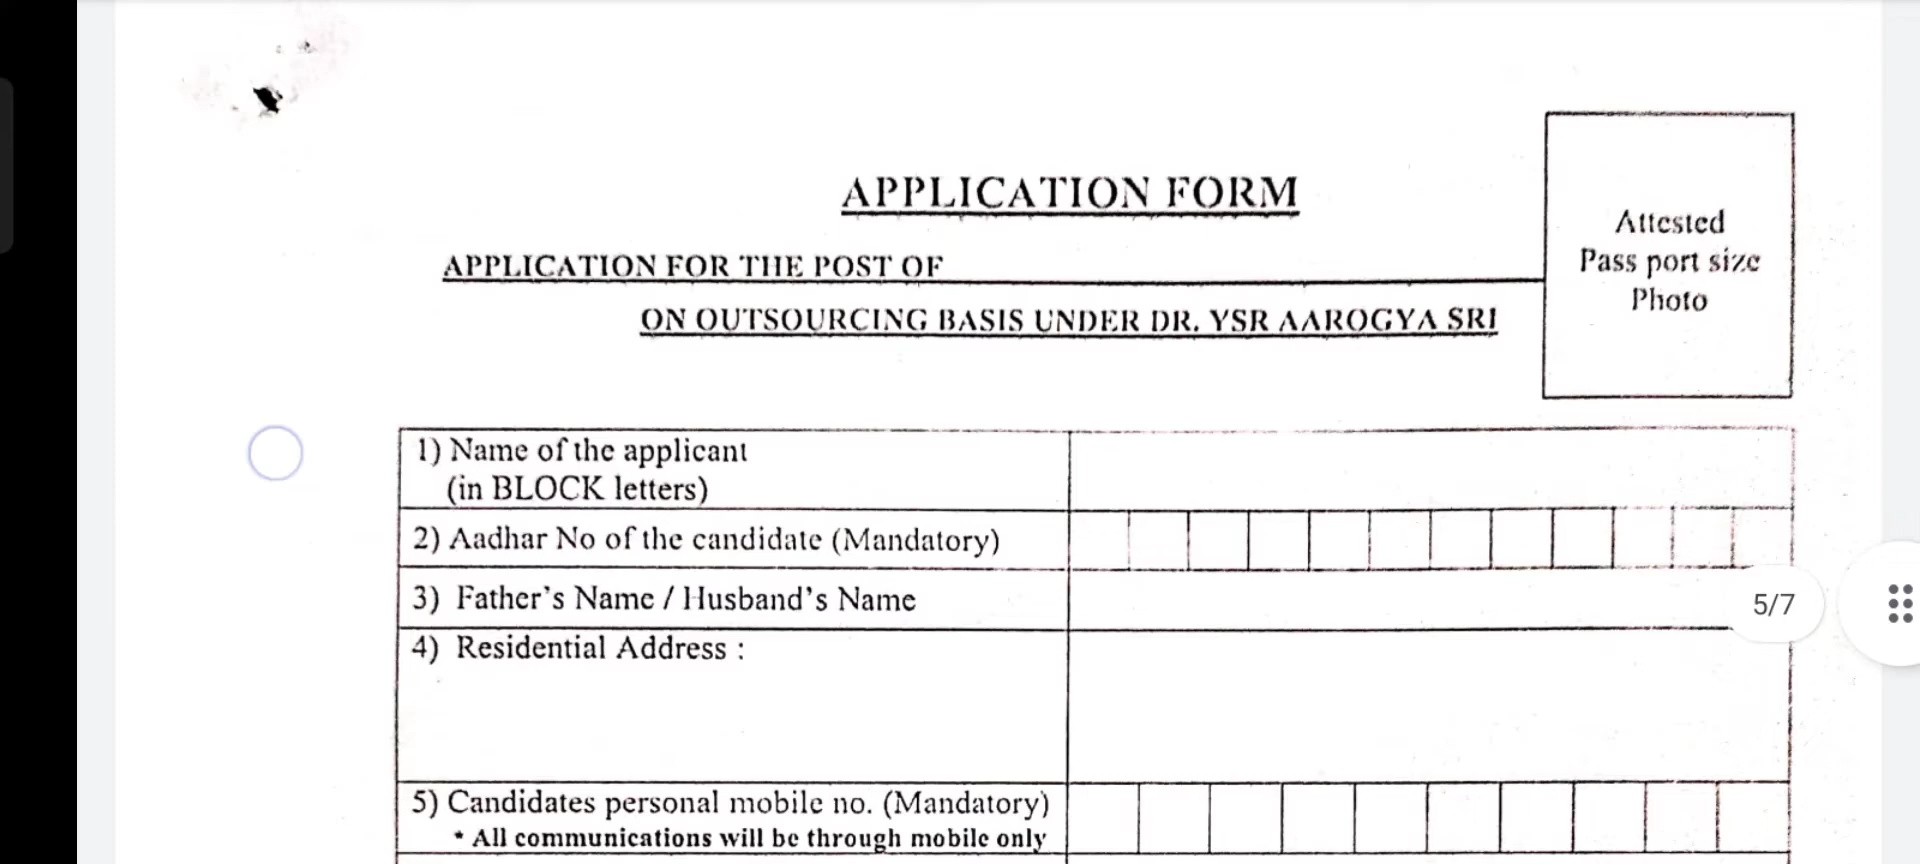 APPLICATION FORM
Attested
Pass port size
Photo
APPLICATION FOR THE POST OF
ON OUTSOURCING BASIS UNDER DR. YSR AAROGYA SRI
1) Name of the applicant
(in BLOCK letters)
2) Aadhar No of the candidate (Mandatory)
3) Father's Name / Husband's Name
5/7
4) Residential Address :
5) Candidates personal mobile no. (Mandatory)
* All communications will be through mobile only